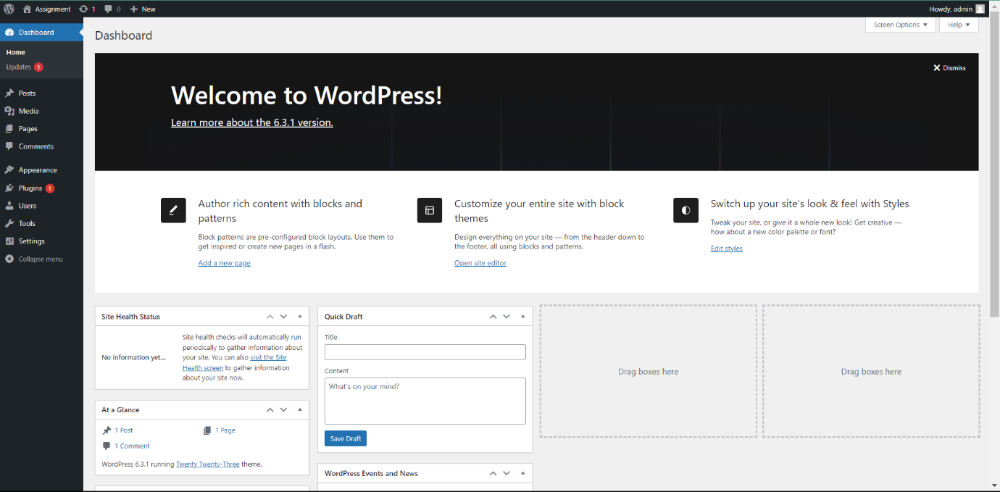 Assignment 1 0 New
Howdy, admin
Dashboard
Home
Updates 1
Posts
Media
Pages
Comments
Appearance
Plugins 1
Users
Tools
Settings
Collapse menu
Screen Options
Help
Dashboard
Dismiss
Welcome to WordPress!
Learn more about the 6.3.1 version.
Author rich content with blocks and
patterns
Block patterns are pre-configured block layouts. Use them to
get inspired or create new pages in a flash.
Add a new page
Customize your entire site with block
themes
Design everything on your site — from the header down to
the footer, all using blocks and patterns.
Open site editor
Switch up your site's look & feel with Styles
Tweak your site, or give it a whole new look! Get creative —
how about a new color palette or font?
Edit styles
Site Health Status
No information yet...
Site health checks will automatically run
periodically to gather information about
your site. You can also visit the Site
Health screen to gather information
about your site now.
At a Glance
1 Post
1 Page
1 Comment
WordPress 6.3.1 running Twenty Twenty-Three theme.
Quick Draft
Title
Content
What's on your mind?
Save Draft
WordPress Events and News
Drag boxes here
Drag boxes here